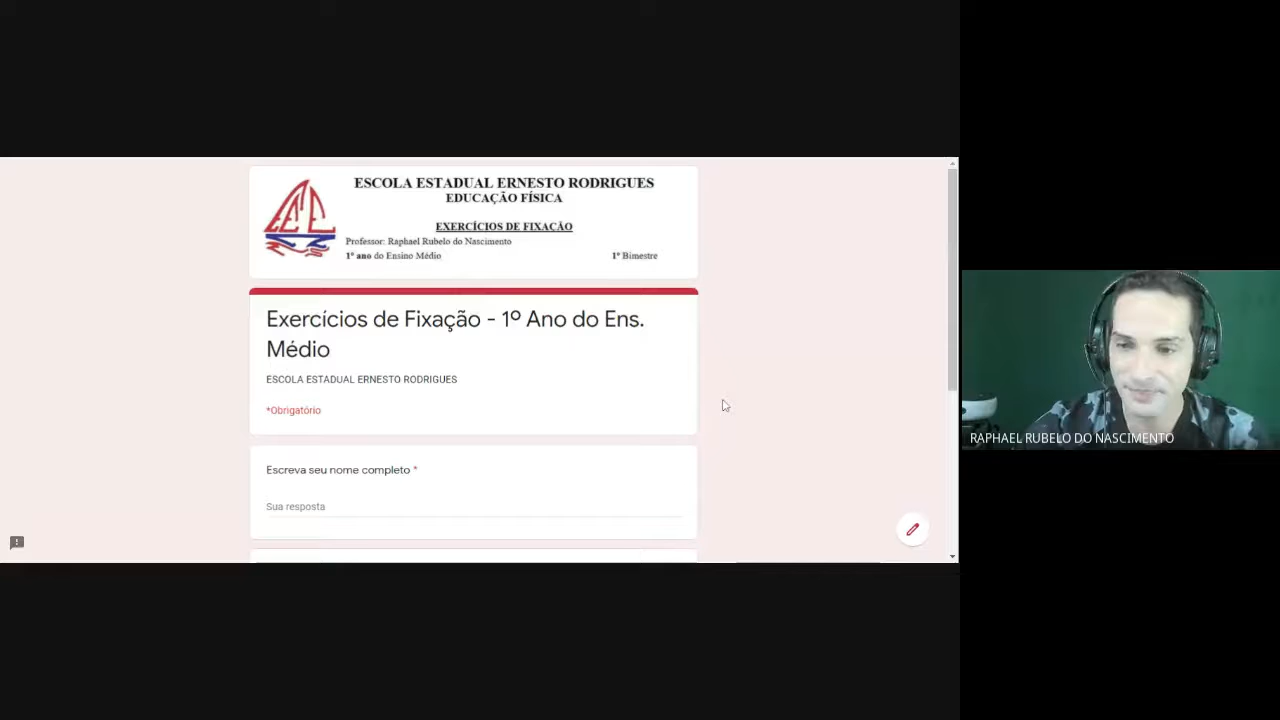 ESCOLA ESTADUAL ERNESTO RODRIGUES
EDUCAÇÃO FÍSICA
EXERCÍCIOS DE FIXAÇÃO
Professor: Raphael Rubelo do Nascimento
1º ano do Ensino Médio 1º Bimestre
Exercícios de Fixação - 1º Ano do Ens.
Médio
ESCOLA ESTADUAL ERNESTO RODRIGUES
*Obrigatório
Escreva seu nome completo *
Sua resposta
RAPHAEL RUBELO DO NASCIMENTO